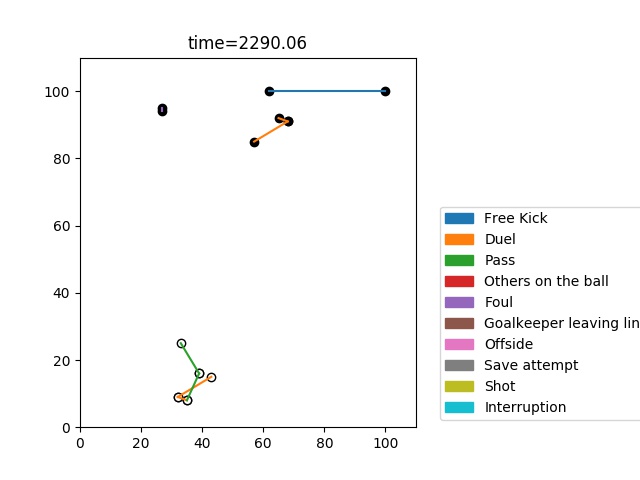 time=2290.06
100
80
60
40
20
0
0 20 40 60 80 100
Free Kick
Duel
Pass
Others on the ball
Foul
Goalkeeper leaving lin
Offside
Save attempt
Shot
Interruption